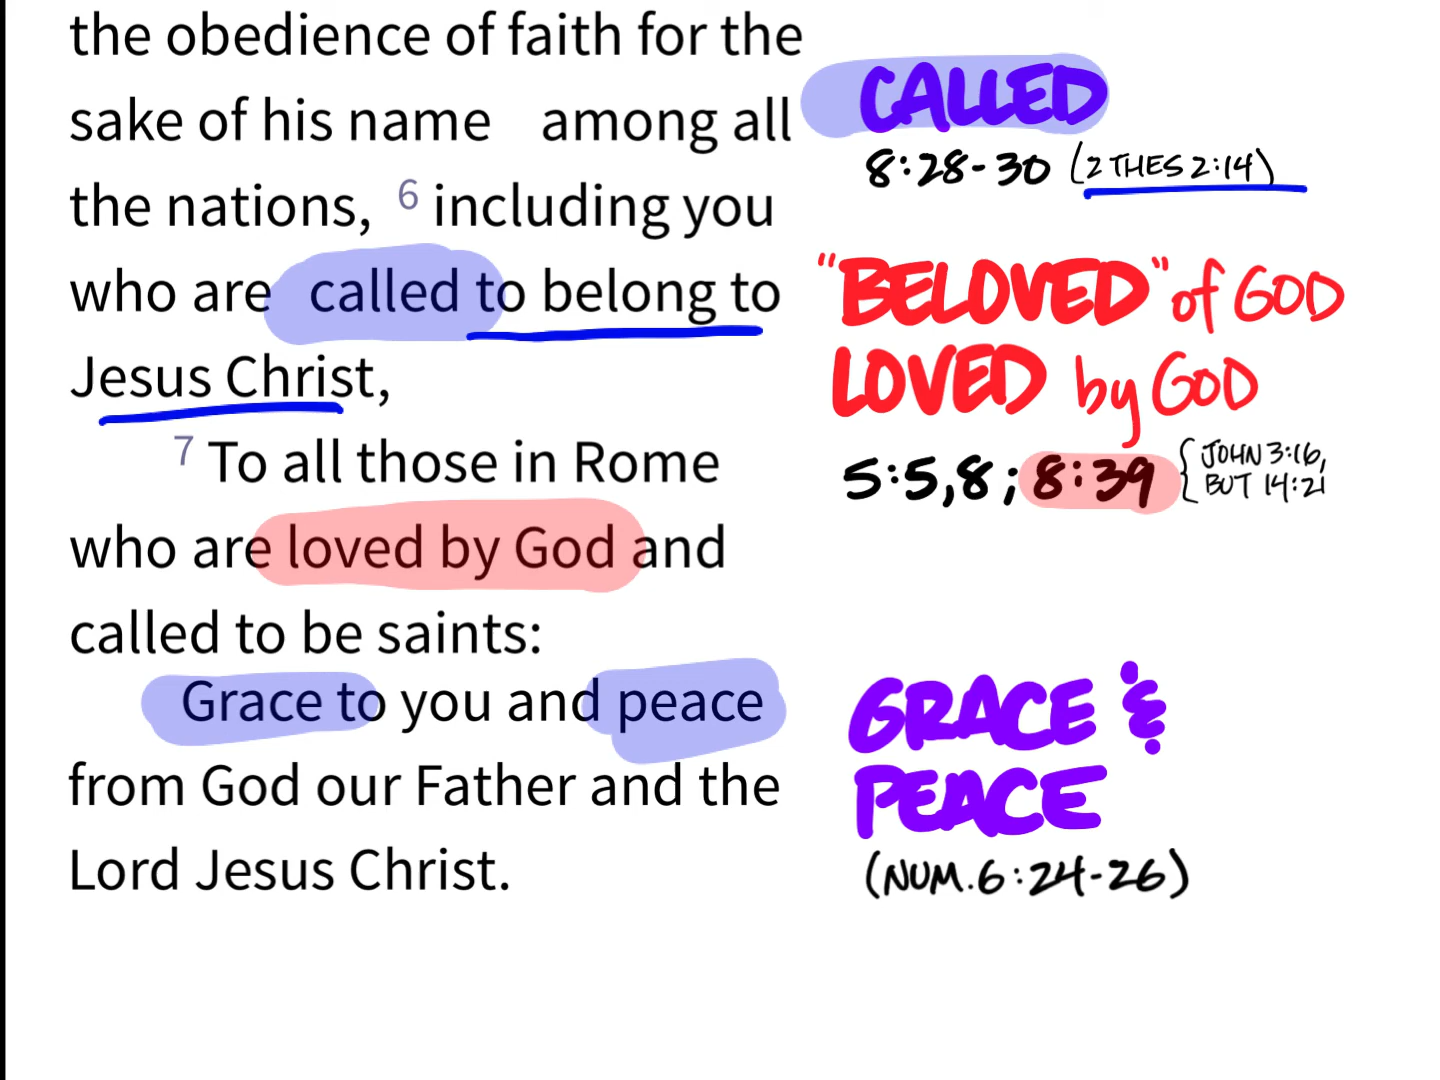 the obedience of faith for the
sake of his name among all
the nations, 6 including you
who are called to belong to
Jesus Christ,
7 To all those in Rome
who are loved by God and
called to be saints:
Grace to you and peace
from God our Father and the
Lord Jesus Christ.
CALLED
8:28-30 (2 THES 2:14)
"BELOVED" of GOD
LOVED by GOD
5:5,8; 8:39 { JOHN 3:16,
BUT 14:21
GRACE &
PEACE
(NUM. 6:24-26)